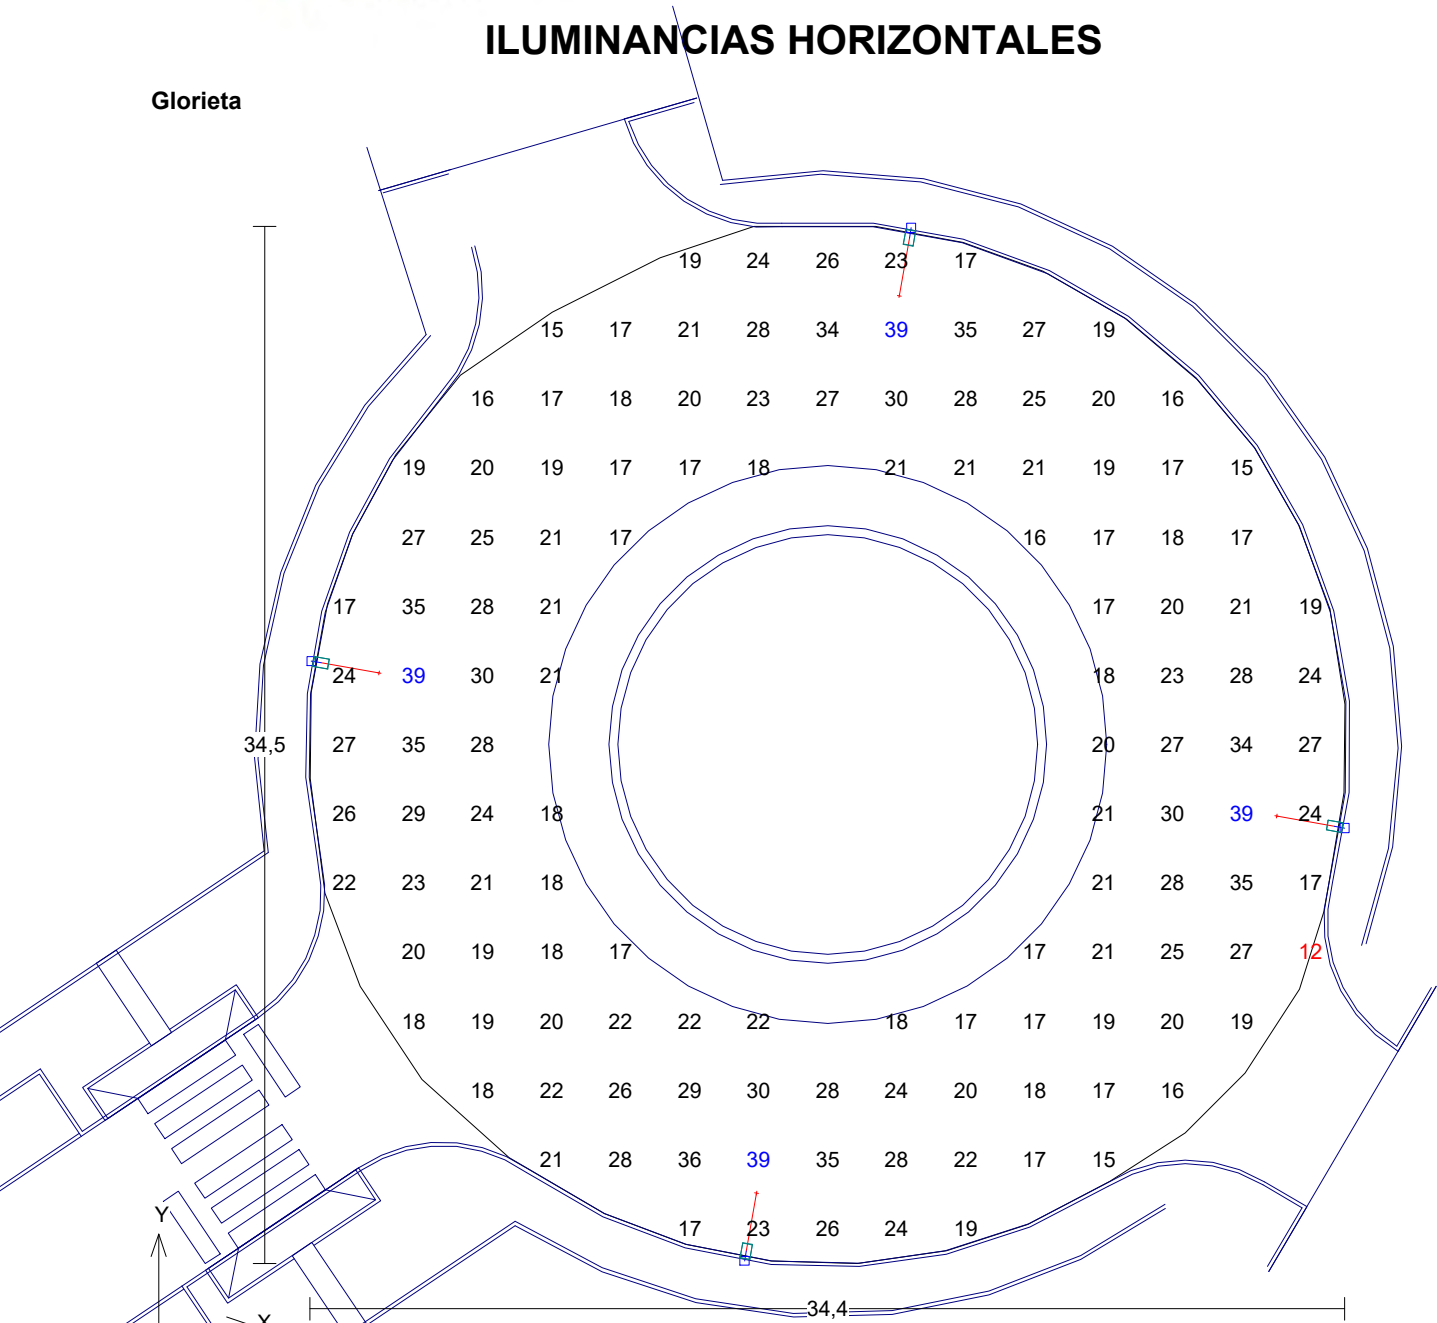 ILUMINANCIAS HORIZONTALES
Glorieta
19 24 26 23 17
15 17 21 28 34 39 35 27 19
16 17 18 20 23 27 30 28 25 20 16
19 20 19 17 17 18 21 21 21 19 17 15
27 25 21 17 16 17 18 17
17 35 28 21 17 20 21 19
24 39 30 21 18 23 28 24
34,5 27 35 28 20 27 34 27
26 29 24 18 21 30 39 24
22 23 21 18 21 28 35 17
20 19 18 17 17 21 25 27 12
18 19 20 22 22 22 18 17 17 19 20 19
18 22 26 29 30 28 24 20 18 17 16
21 28 36 39 35 28 22 17 15
Y 17 23 26 24 19
34,4
X